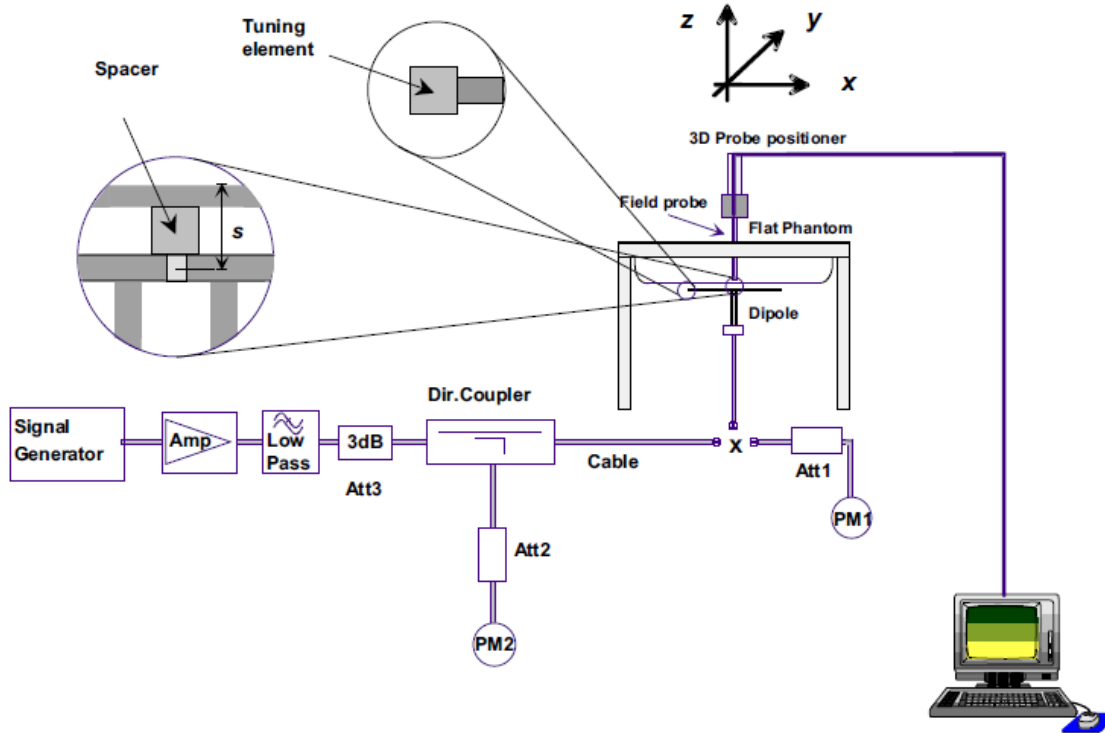 Tuning
element
Spacer
s
z
y
x
3D Probe positioner
Field probe
Flat Phantom
Dipole
Dir.Coupler
Signal
Generator
Amp
Low
Pass
3dB
Att3
Cable
X
Att1
PM1
Att2
PM2